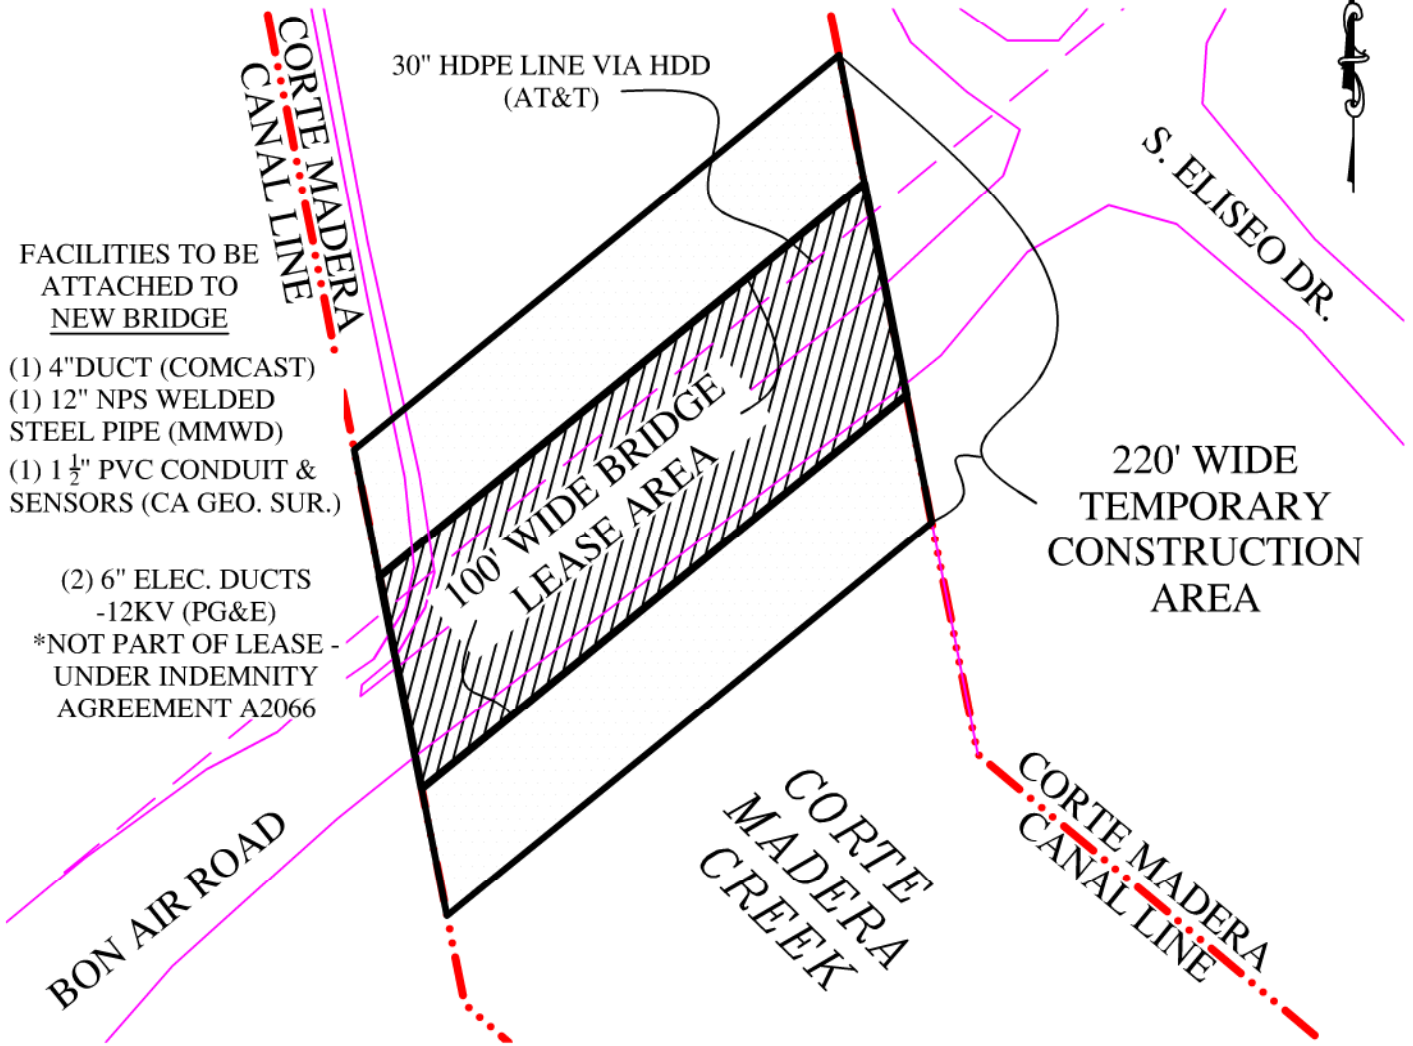 CORTE MADERA
CANAL LINE
30" HDPE LINE VIA HDD
(AT&T)
S. ELISEO DR.
FACILITIES TO BE
ATTACHED TO
NEW BRIDGE
(1) 4"DUCT (COMCAST)
(1) 12" NPS WELDED
STEEL PIPE (MMWD)
(1) 1 1/2" PVC CONDUIT &
SENSORS (CA GEO. SUR.)
(2) 6" ELEC. DUCTS
-12KV (PG&E)
*NOT PART OF LEASE -
UNDER INDEMNITY
AGREEMENT A2066
100' WIDE BRIDGE
LEASE AREA
220' WIDE
TEMPORARY
CONSTRUCTION
AREA
BON AIR ROAD
CORTE
MADERA
CREEK
CORTE MADERA
CANAL LINE